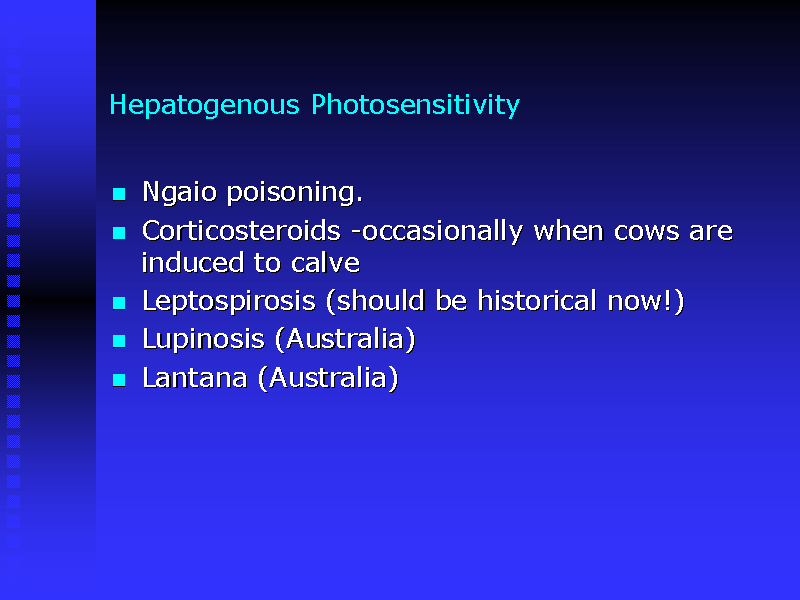 Hepatogenous Photosensitivity
Ngaio poisoning.
Corticosteroids -occasionally when cows are
induced to calve
Leptospirosis (should be historical now!)
Lupinosis (Australia)
Lantana (Australia)